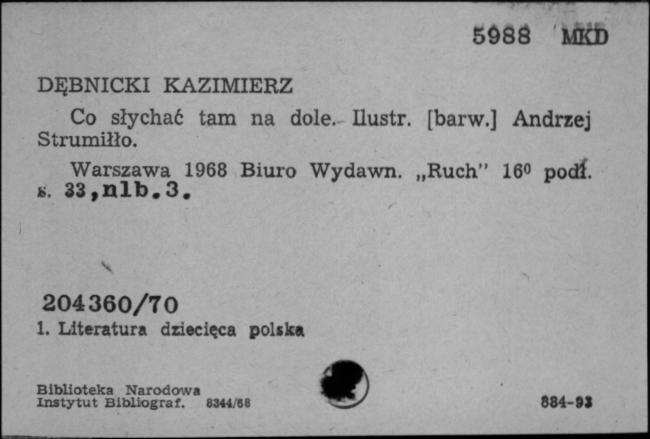 5988 MKD
DĘBNICKI KAZIMIERZ
Co słychać tam na dole. Ilustr. [barw.] Andrzej
Strumiłło.
Warszawa 1968 Biuro Wydawn. „Ruch" 16⁰ podł.
s. 33, nlb. 3.
204360/70
1. Literatura dziecięca polska
Biblioteka Narodowa
Instytut Bibliograf. 8344/68
884-93